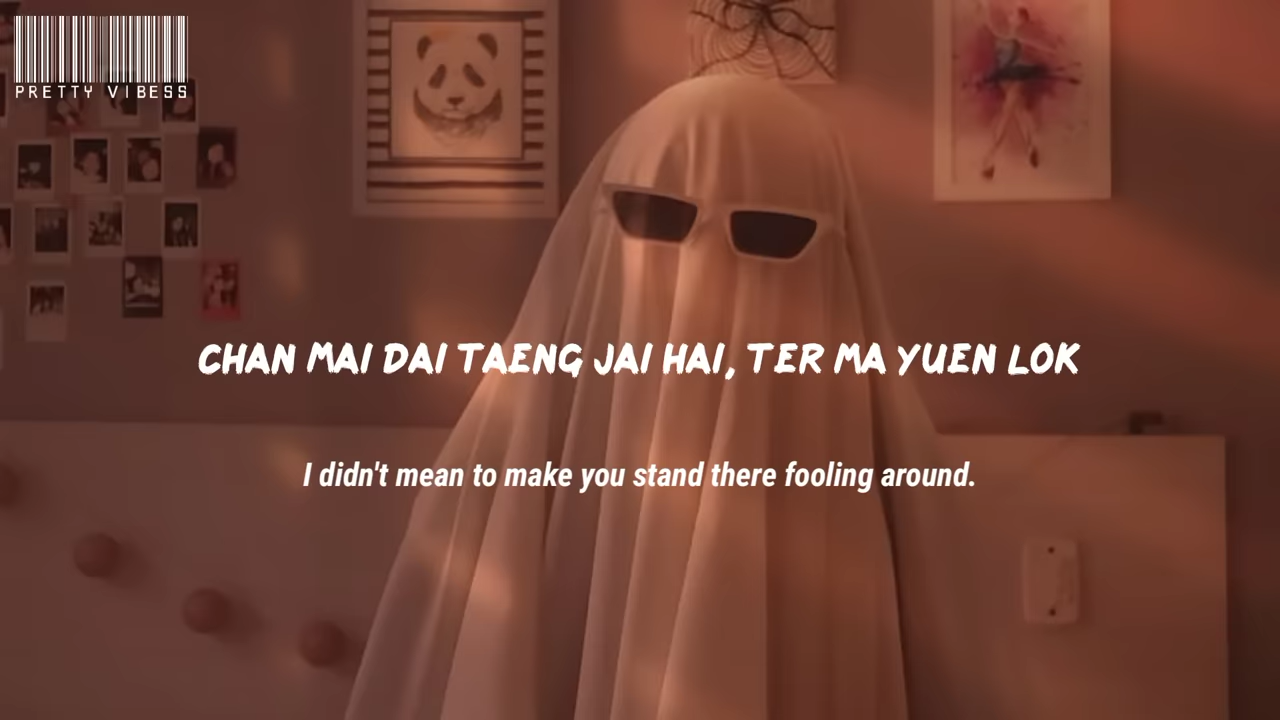 PRETTY VIBESS
CHAN MAI DAI TAENG JAI HAI, TER MA YUEN LOK
I didn't mean to make you stand there fooling around.